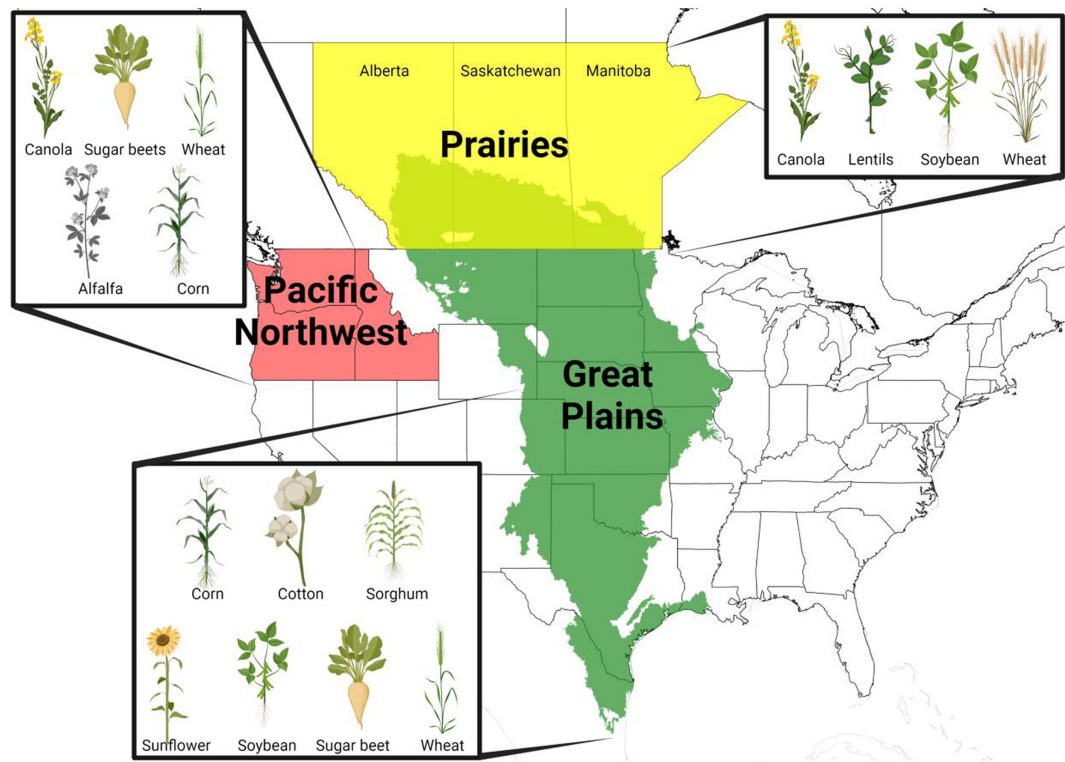 Canola Sugar beets Wheat
Alfalfa Corn
Alberta Saskatchewan Manitoba
Prairies
Canola Lentils Soybean Wheat
Pacific
Northwest
Great
Plains
Corn Cotton Sorghum
Sunflower Soybean Sugar beet Wheat